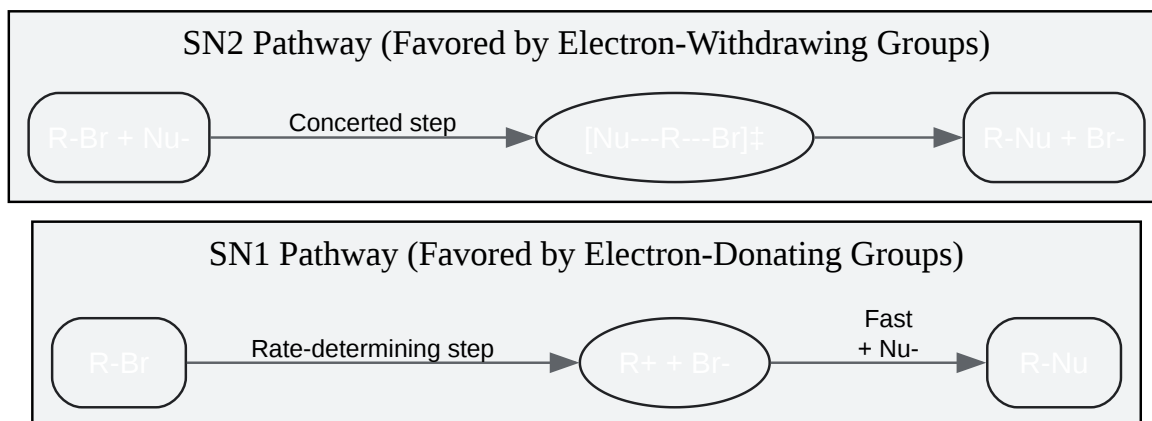 SN2 Pathway (Favored by Electron-Withdrawing Groups)
R-Br + Nu-
Concerted step
[Nu---R---Br]‡
R-Nu + Br-
SN1 Pathway (Favored by Electron-Donating Groups)
R-Br
Rate-determining step
R+ + Br-
Fast
+ Nu-
R-Nu